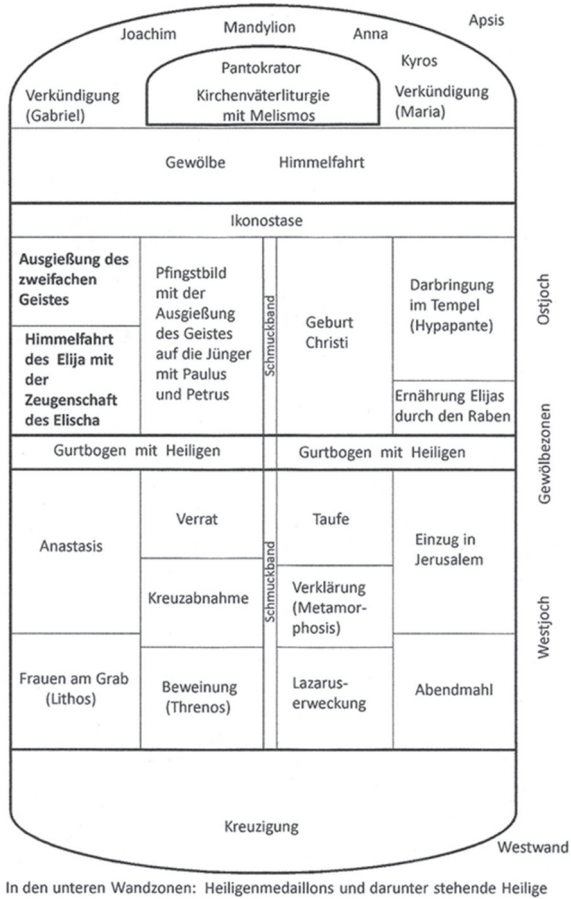 Apsis
Joachim
Mandylion
Anna
Pantokrator
Kyros
Verkündigung
(Gabriel)
Kirchenväterliturgie
mit Melismos
Verkündigung
(Maria)
Gewölbe
Himmelfahrt
Ikonostase
Ausgießung des
zweifachen
Geistes
Himmelfahrt
des Elija mit
der
Zeugenschaft
des Elischa
Pfingstbild
mit der
Ausgießung
des Geistes
auf die Jünger
mit Paulus
und Petrus
Schmuckband
Geburt
Christi
Darbringung
im Tempel
(Hypapante)
Ernährung Elijas
durch den Raben
Ostjoch
Gurtbogen mit Heiligen
Gurtbogen mit Heiligen
Gewölbezonen
Anastasis
Frauen am Grab
(Lithos)
Verrat
Kreuzabnahme
Beweinung
(Threnos)
Schmuckband
Taufe
Verklärung
(Metamor-
phosis)
Lazarus-
erweckung
Einzug in
Jerusalem
Abendmahl
Westjoch
Kreuzigung
Westwand
In den unteren Wandzonen: Heiligenmedaillons und darunter stehende Heilige